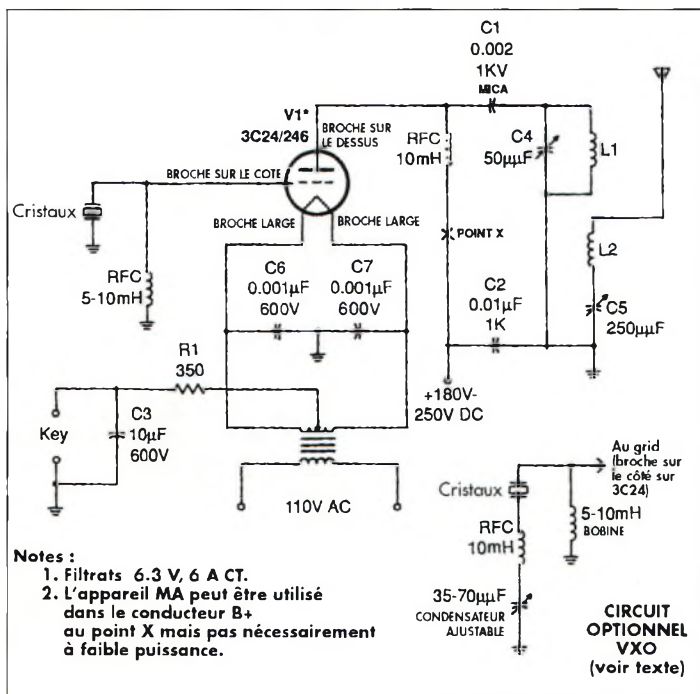 C1
0.002
1KV
MICA
V1*
3C24/246
BROCHE SUR
LE DESSUS
RFC
10mH
C4
50µµF
L1
BROCHE SUR LE COTE
Cristaux
BROCHE LARGE
BROCHE LARGE
POINT X
L2
RFC
5-10mH
C6
0.001µF
600V
C7
0.001µF
600V
C2
0.01µF
1K
C5
250µµF
R1
350
+180V-
250V DC
Key
C3
10µF
600V
110V AC
Au grid
(broche sur
le côté sur
3C24)
Cristaux
5-10mH
BOBINE
RFC
10mH
35-70µµF
CONDENSATEUR
AJUSTABLE
CIRCUIT
OPTIONNEL
VXO
(voir texte)
Notes :
1. Filtrats 6.3 V, 6 A CT.
2. L'appareil MA peut être utilisé
dans le conducteur B+
au point X mais pas nécessairement
à faible puissance.